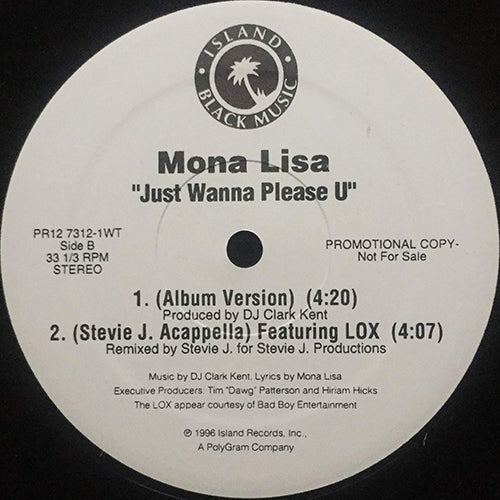 ISLAND
BLACK MUSIC
Mona Lisa
"Just Wanna Please U"
PR12 7312-1WT
Side B
33 1/3 RPM
STEREO
PROMOTIONAL COPY-
Not For Sale
1. (Album Version) (4:20)
Produced by DJ Clark Kent
2. (Stevie J. Acappella) Featuring LOX (4:07)
Remixed by Stevie J. for Stevie J. Productions
Music by DJ Clark Kent, Lyrics by Mona Lisa
Executive Producers: Tim "Dawg" Patterson and Hiriam Hicks
The LOX appear courtesy of Bad Boy Entertainment
℗ 1996 Island Records, Inc.,
A PolyGram Company